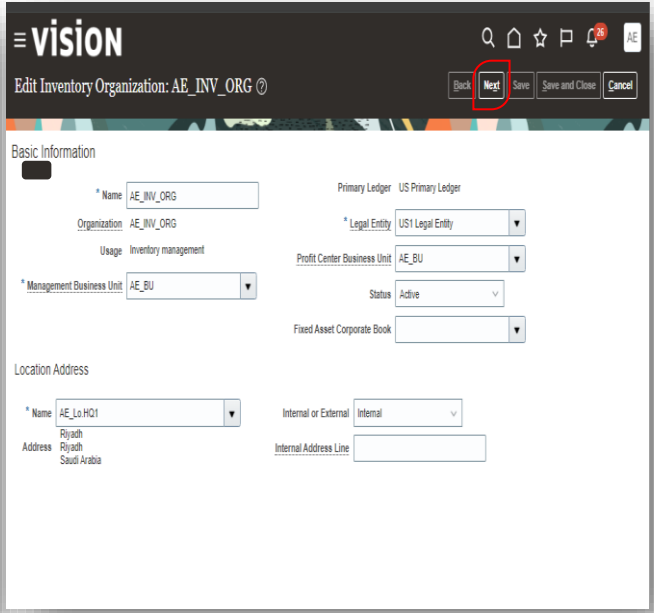 vision
26
AE
Edit Inventory Organization: AE_INV_ORG ?
Back Next Save Save and Close Cancel
Basic Information
* Name AE_INV_ORG
Organization AE_INV_ORG
Usage Inventory management
* Management Business Unit AE_BU
Primary Ledger US Primary Ledger
* Legal Entity US1 Legal Entity
Profit Center Business Unit AE_BU
Status Active
Fixed Asset Corporate Book
Location Address
* Name AE_Lo.HQ1
Address Riyadh
Riyadh
Saudi Arabia
Internal or External Internal
Internal Address Line